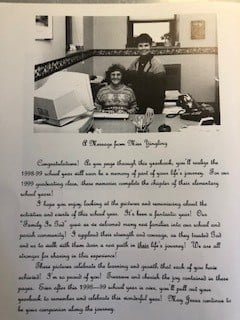 A Message from Miss Yingling
Congratulations! As you page through this yearbook, you'll realize the
1998-99 school year will soon be a memory of part of your life's journey. For our
1999 graduating class, these memories complete the chapter of their elementary
school years!
I hope you enjoy looking at the pictures and reminiscing about the
activities and events of this school year. It's been a fantastic year! Our
"Family In God" grew as we welcomed many new families into our school and
parish community! I applaud their strength and courage, as they trusted God
and us to walk with them down a new path in their life's journey! We are all
stronger for sharing in this experience!
These pictures celebrate the learning and growth that each of you have
achieved! I'm so proud of you! Treasure and cherish the joy contained in these
pages. Even after this 1998-99 school year is over, you'll pull out your
yearbook to remember and celebrate this wonderful year! May Jesus continue to
be your companion along the journey.